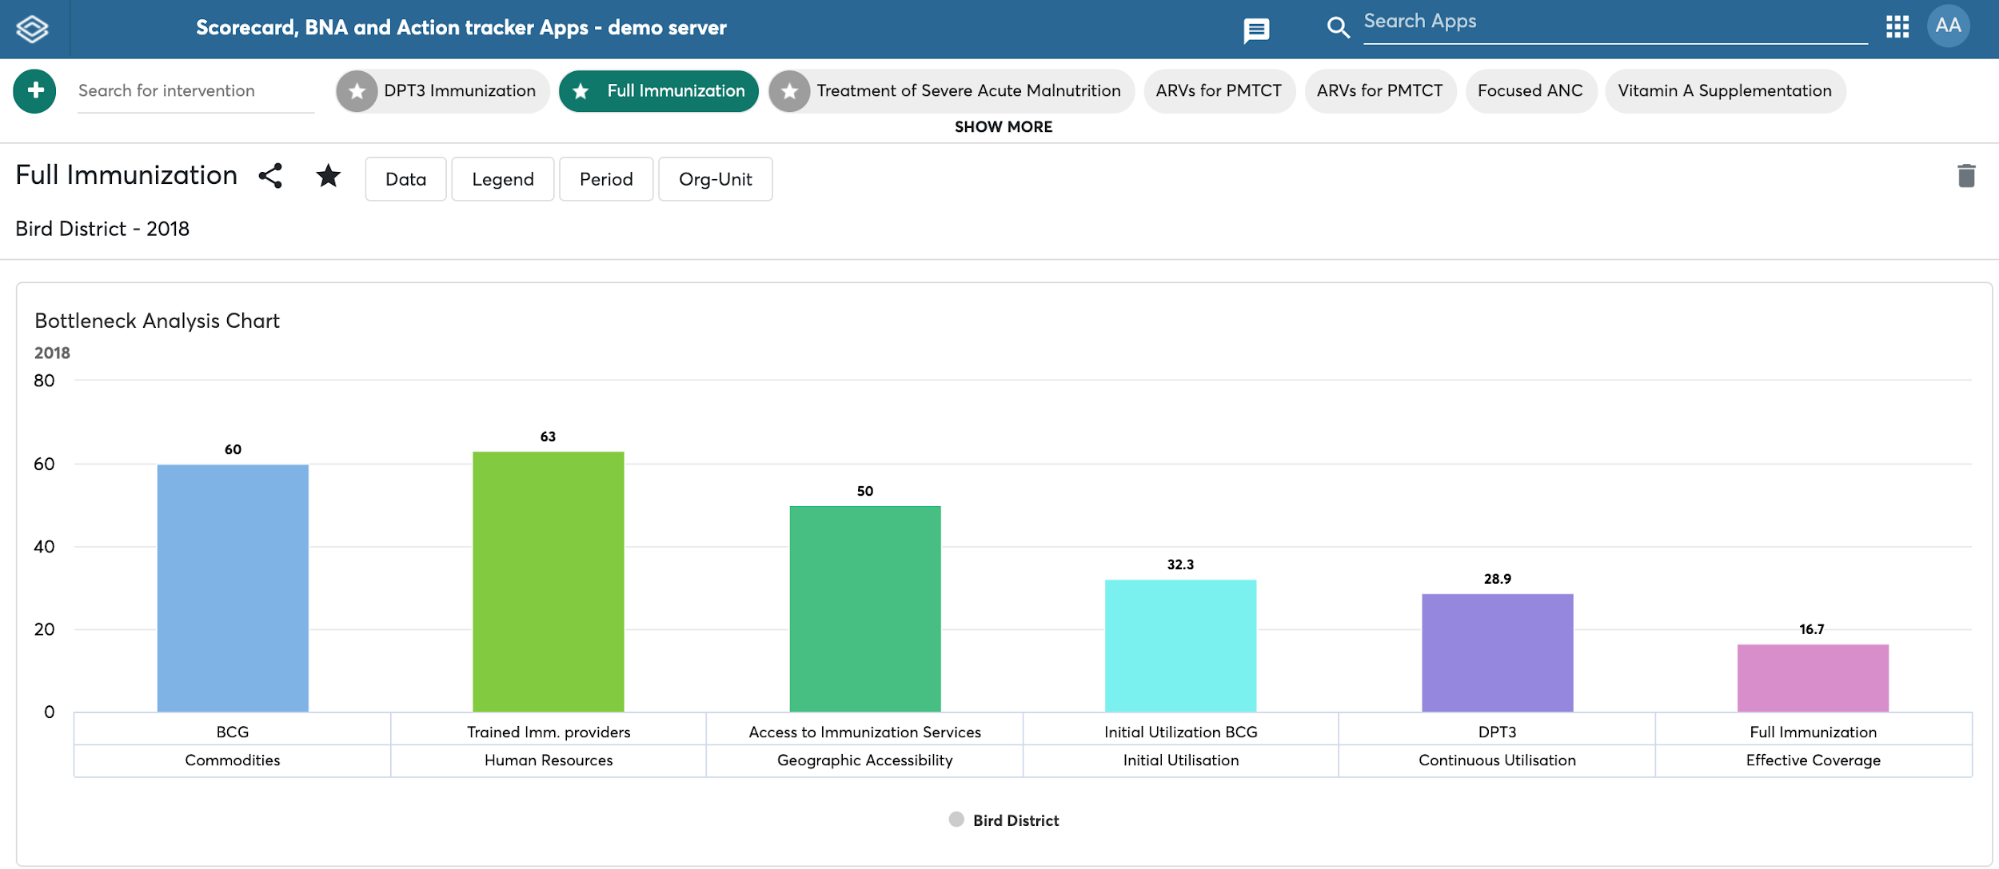 Scorecard, BNA and Action tracker Apps - demo server
Search Apps
AA
Search for intervention
DPT3 Immunization
Full Immunization
Treatment of Severe Acute Malnutrition
ARVs for PMTCT
ARVs for PMTCT
Focused ANC
Vitamin A Supplementation
SHOW MORE
Full Immunization
Data
Legend
Period
Org-Unit
Bird District - 2018
Bottleneck Analysis Chart
2018
80
60
40
20
0
60
63
50
32.3
28.9
16.7
BCG
Trained Imm. providers
Access to Immunization Services
Initial Utilization BCG
DPT3
Full Immunization
Commodities
Human Resources
Geographic Accessibility
Initial Utilisation
Continuous Utilisation
Effective Coverage
Bird District